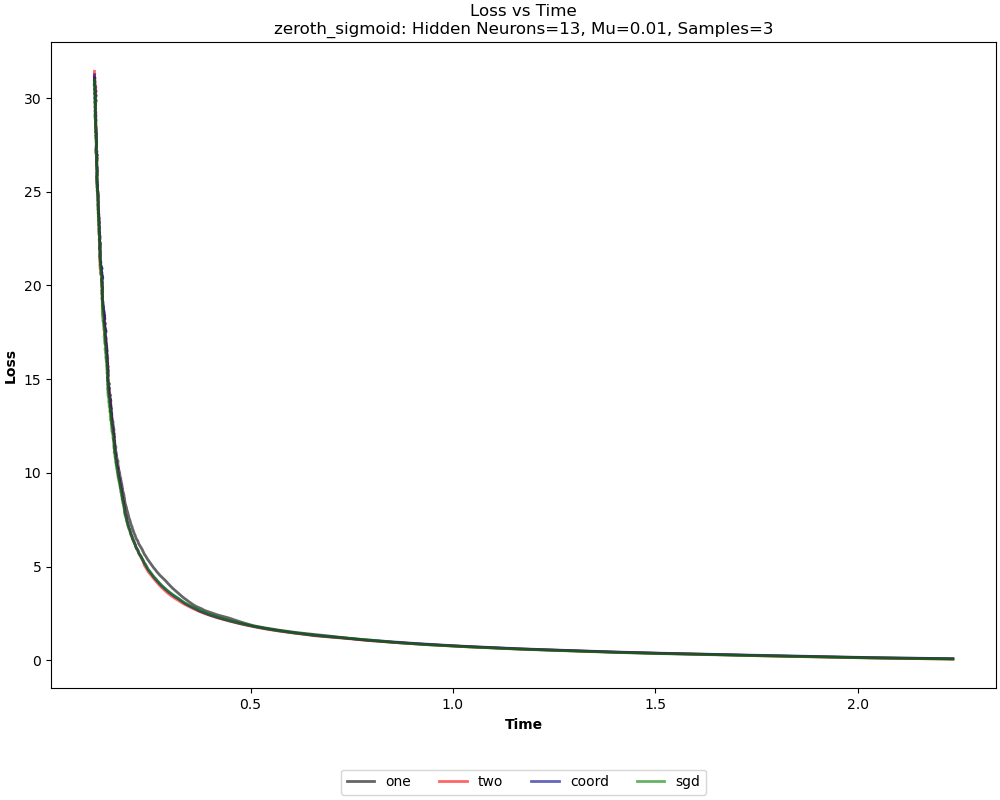 Loss vs Time
zeroth_sigmoid: Hidden Neurons=13, Mu=0.01, Samples=3
30
25
20
15
10
5
0
Loss
0.5 1.0 1.5 2.0
Time
one two coord sgd